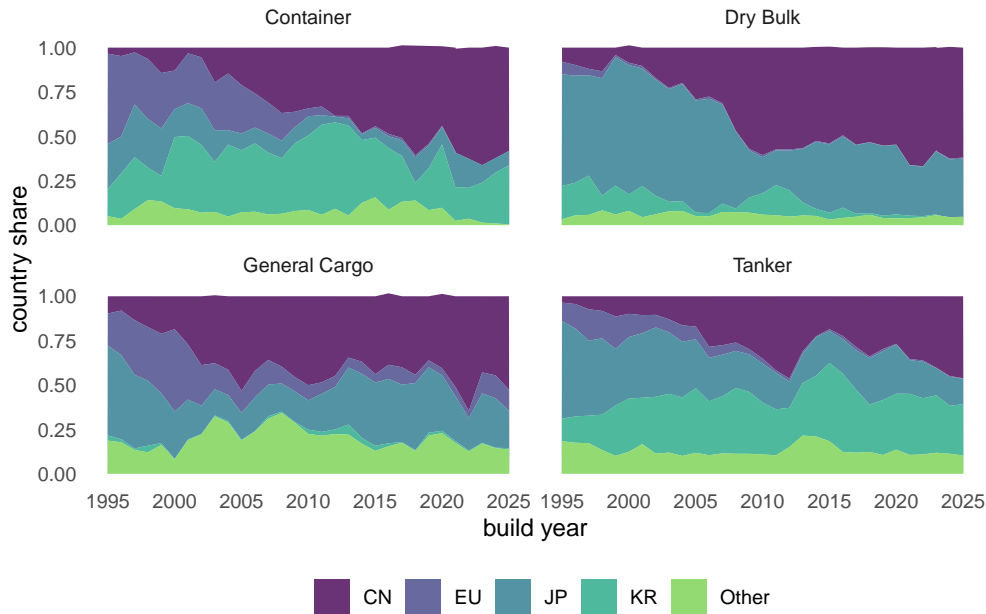 Container
Dry Bulk
1.00
0.75
0.50
0.25
0.00
General Cargo
Tanker
1.00
0.75
0.50
0.25
0.00
country share
1995 2000 2005 2010 2015 2020 2025
1995 2000 2005 2010 2015 2020 2025
build year
CN EU JP KR Other